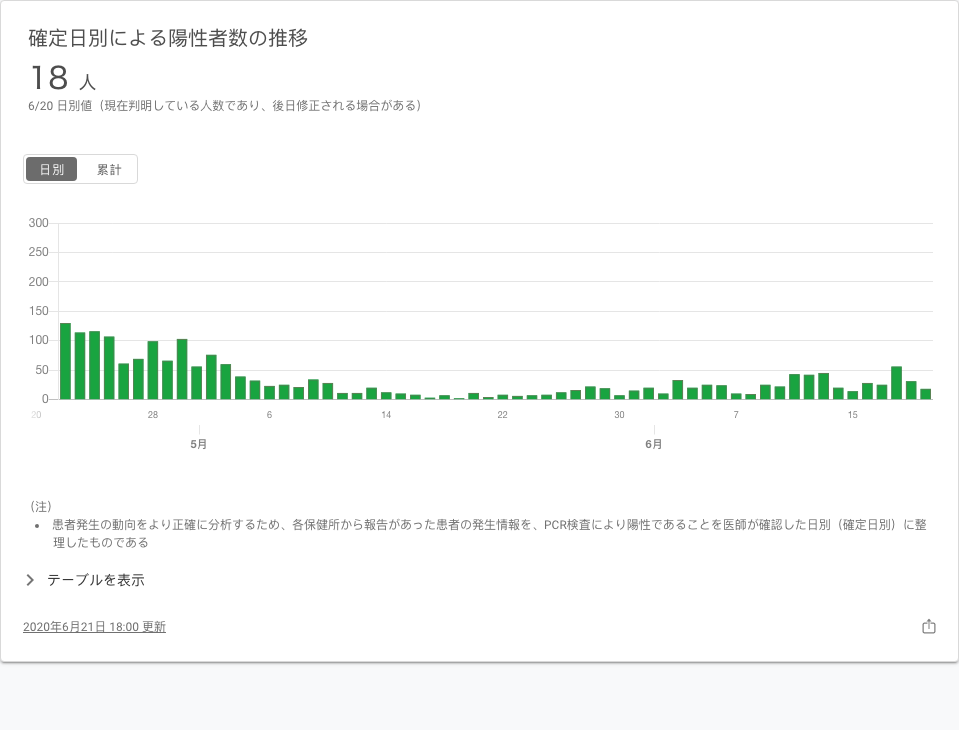 確定日別による陽性者数の推移
18 人
6/20 日別値（現在判明している人数であり、後日修正される場合がある）
日別 累計
300
250
200
150
100
50
0
20 28 6 14 22 30 7 15
5月 6月
（注）
• 患者発生の動向をより正確に分析するため、各保健所から報告があった患者の発生情報を、PCR検査により陽性であることを医師が確認した日別（確定日別）に整
理したものである
テーブルを表示
2020年6月21日 18:00 更新